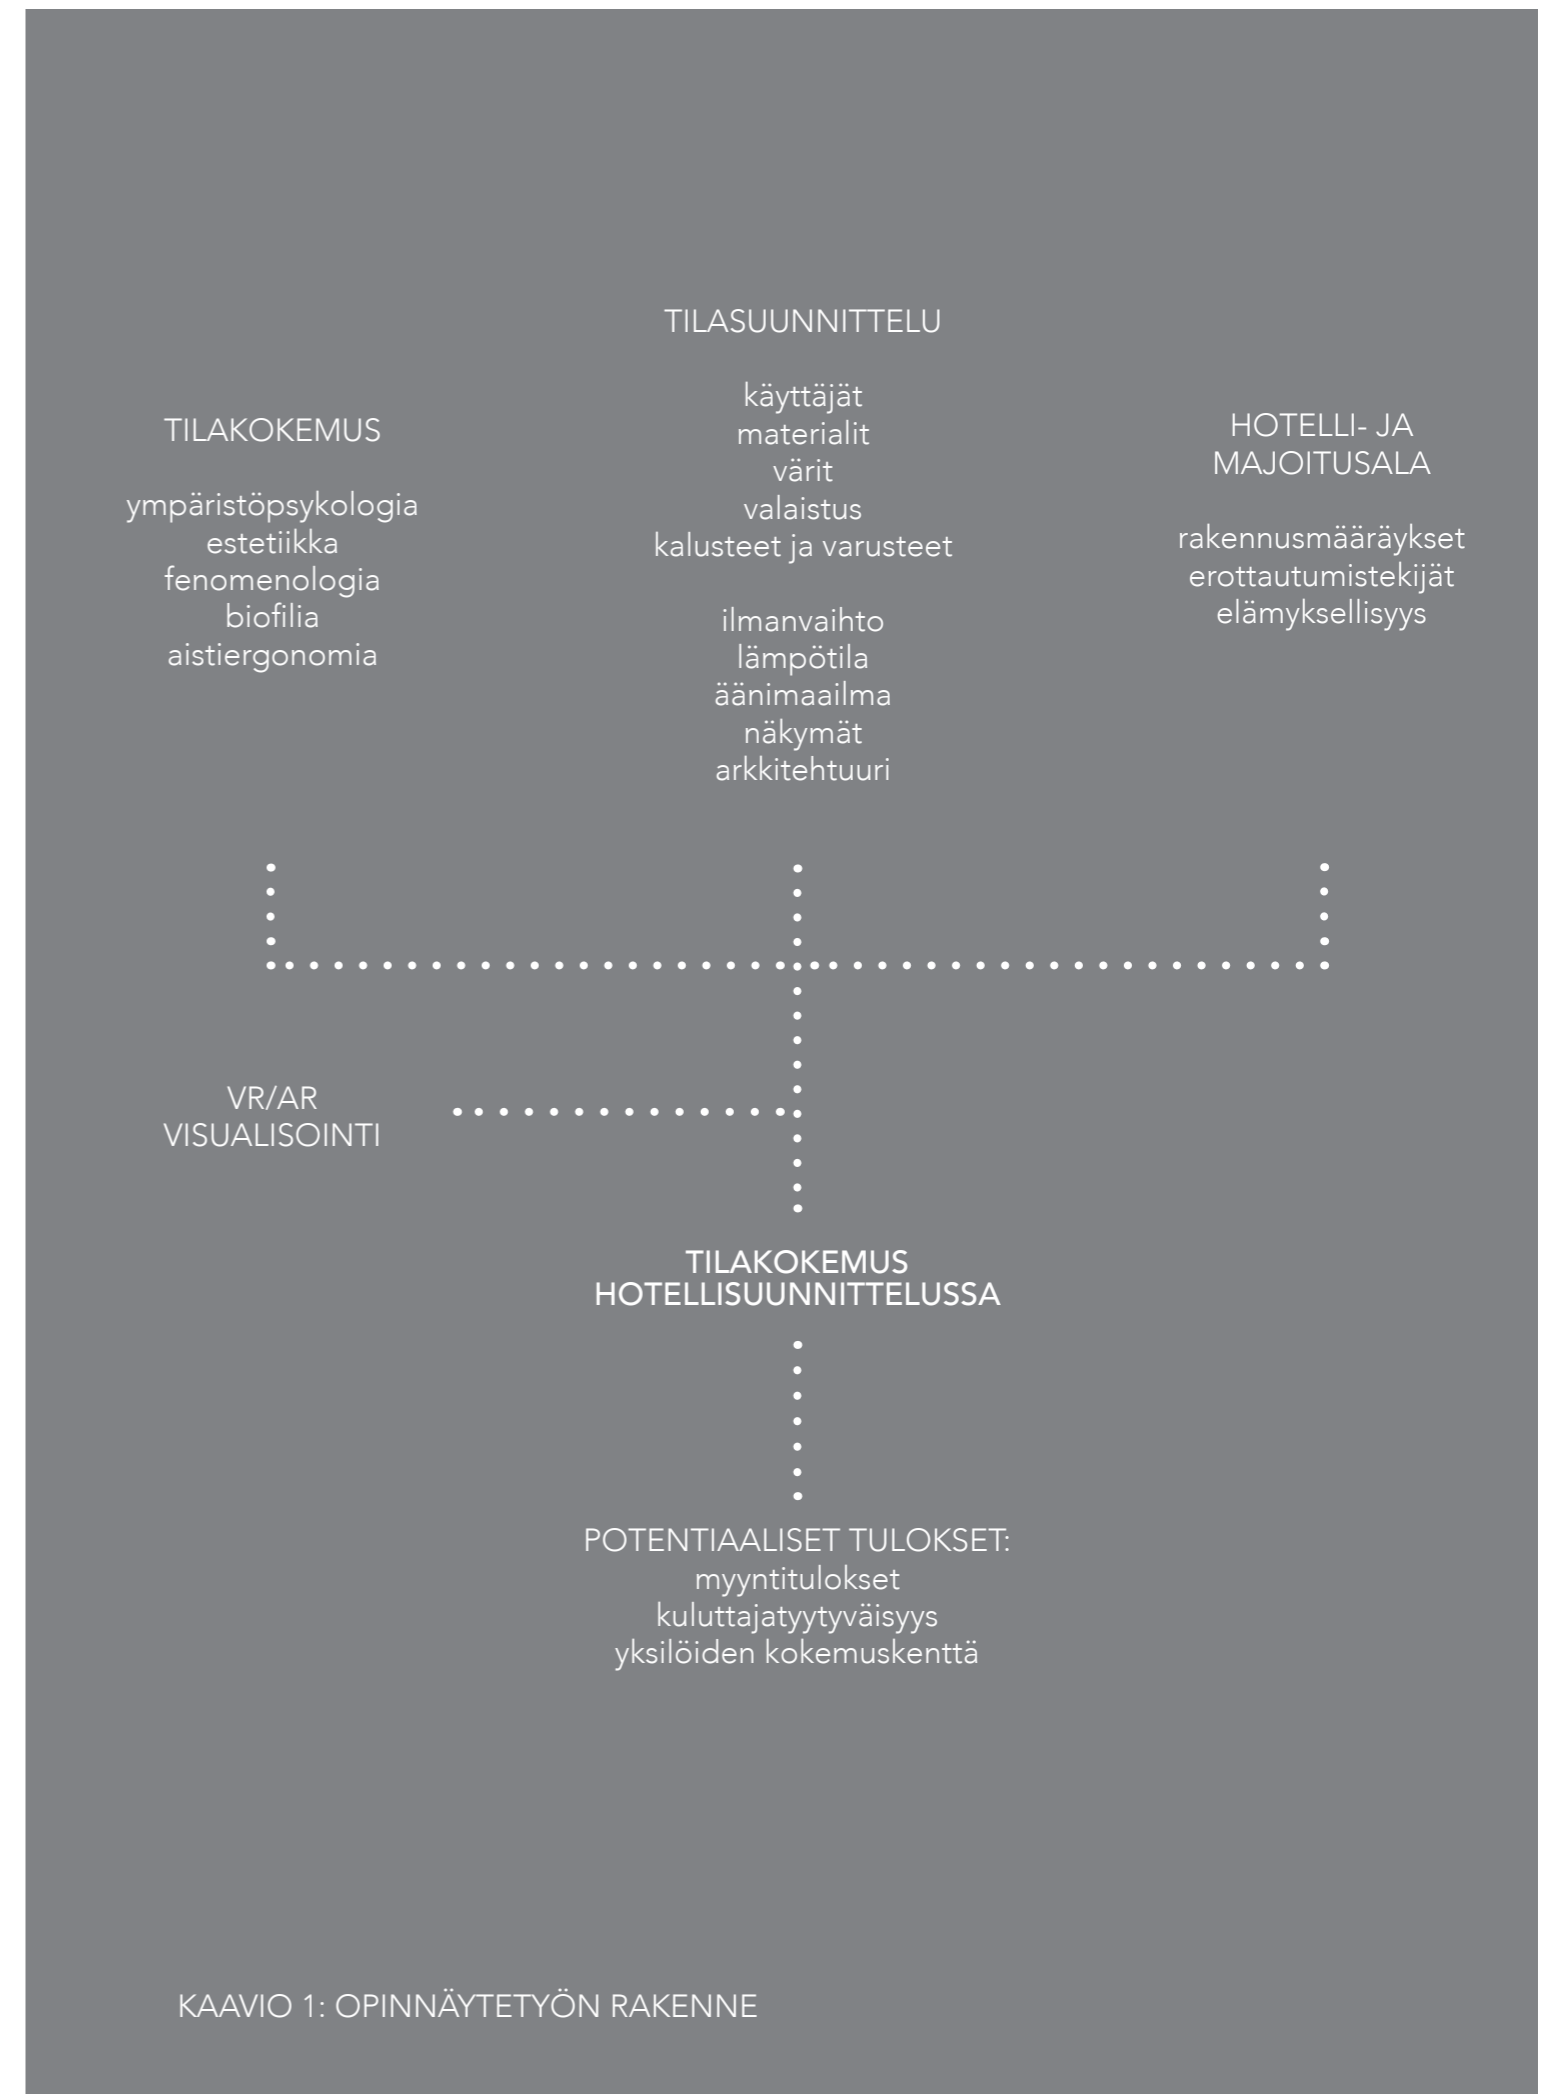 TILAKOKEMUS
ympäristöpsykologia
estetiikka
fenomenologia
biofilia
aistiergonomia
TILASUUNNITTELU
käyttäjät
materialit
värit
valaistus
kalusteet ja varusteet
ilmanvaihto
lämpötila
äänimaailma
näkymät
arkkitehtuuri
HOTELLI- JA
MAJOITUSALA
rakennusmääräykset
erottautumistekijät
elämyksellisyys
VR/AR
VISUALISOINTI
TILAKOKEMUS
HOTELLISUUNNITTELUSSA
POTENTIAALISET TULOKSET:
myyntitulokset
kuluttajatyytyväisyys
yksilöiden kokemuskenttä
KAAVIO 1: OPINNÄYTETYÖN RAKENNE